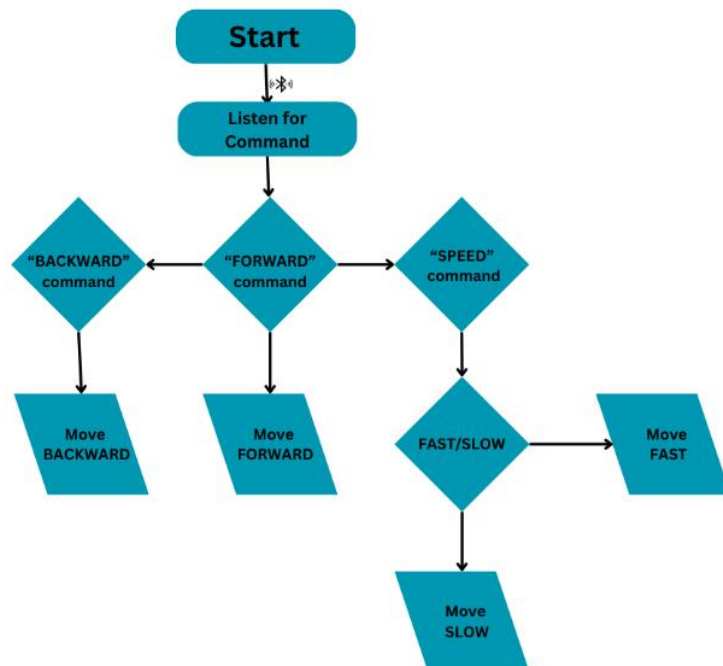 Start
Listen for
Command
“BACKWARD”
command
“FORWARD”
command
“SPEED”
command
Move
BACKWARD
Move
FORWARD
FAST/SLOW
Move
FAST
Move
SLOW